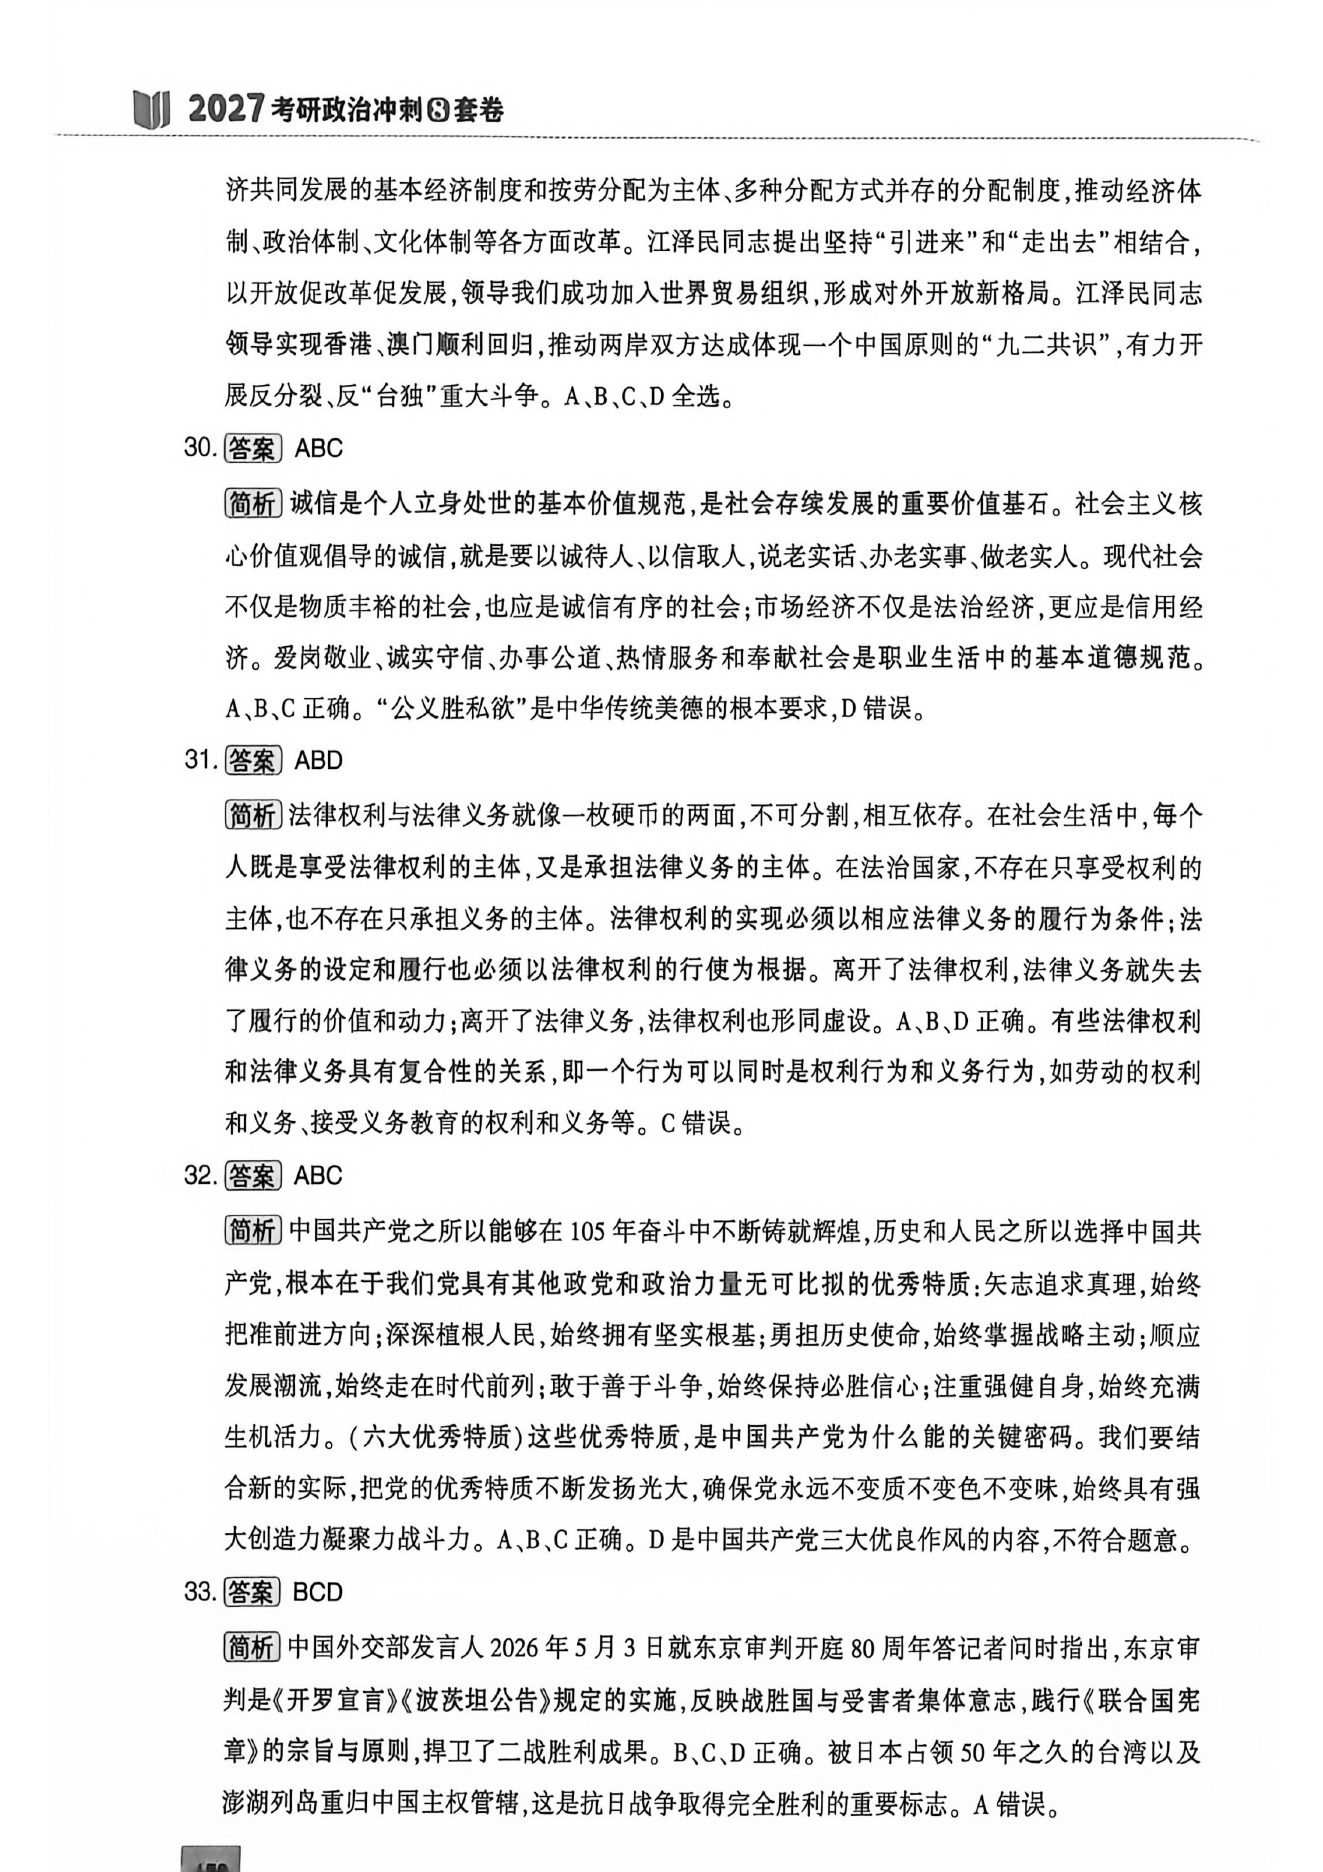 2027考研政治冲刺8套卷
济共同发展的基本经济制度和按劳分配为主体、多种分配方式并存的分配制度,推动经济体
制、政治体制、文化体制等各方面改革。江泽民同志提出坚持“引进来”和“走出去”相结合,
以开放促改革促发展,领导我们成功加入世界贸易组织,形成对外开放新格局。江泽民同志
领导实现香港、澳门顺利回归,推动两岸双方达成体现一个中国原则的“九二共识”,有力开
展反分裂、反“台独”重大斗争。A、B、C、D 全选。
30. 答案 ABC
简析 诚信是个人立身处世的基本价值规范,是社会存续发展的重要价值基石。社会主义核
心价值观倡导的诚信,就是要以诚待人、以信取人,说老实话、办老实事、做老实人。现代社会
不仅是物质丰裕的社会,也应是诚信有序的社会;市场经济不仅是法治经济,更应是信用经
济。爱岗敬业、诚实守信、办事公道、热情服务和奉献社会是职业生活中的基本道德规范。
A、B、C 正确。“公义胜私欲”是中华传统美德的根本要求,D 错误。
31. 答案 ABD
简析 法律权利与法律义务就像一枚硬币的两面,不可分割,相互依存。在社会生活中,每个
人既是享受法律权利的主体,又是承担法律义务的主体。在法治国家,不存在只享受权利的
主体,也不存在只承担义务的主体。法律权利的实现必须以相应法律义务的履行为条件;法
律义务的设定和履行也必须以法律权利的行使为根据。离开了法律权利,法律义务就失去
了履行的价值和动力;离开了法律义务,法律权利也形同虚设。A、B、D 正确。有些法律权利
和法律义务具有复合性的关系,即一个行为可以同时是权利行为和义务行为,如劳动的权利
和义务、接受义务教育的权利和义务等。C 错误。
32. 答案 ABC
简析 中国共产党之所以能够在 105 年奋斗中不断铸就辉煌,历史和人民之所以选择中国共
产党,根本在于我们党具有其他政党和政治力量无可比拟的优秀特质:矢志追求真理,始终
把准前进方向;深深植根人民,始终拥有坚实根基;勇担历史使命,始终掌握战略主动;顺应
发展潮流,始终走在时代前列;敢于善于斗争,始终保持必胜信心;注重强健自身,始终充满
生机活力。(六大优秀特质)这些优秀特质,是中国共产党为什么能的关键密码。我们要结
合新的实际,把党的优秀特质不断发扬光大,确保党永远不变质不变色不变味,始终具有强
大创造力凝聚力战斗力。A、B、C 正确。D 是中国共产党三大优良作风的内容,不符合题意。
33. 答案 BCD
简析 中国外交部发言人 2026 年 5 月 3 日就东京审判开庭 80 周年答记者问时指出,东京审
判是《开罗宣言》《波茨坦公告》规定的实施,反映战胜国与受害者集体意志,践行《联合国宪
章》的宗旨与原则,捍卫了二战胜利成果。B、C、D 正确。被日本占领 50 年之久的台湾以及
澎湖列岛重归中国主权管辖,这是抗日战争取得完全胜利的重要标志。A 错误。